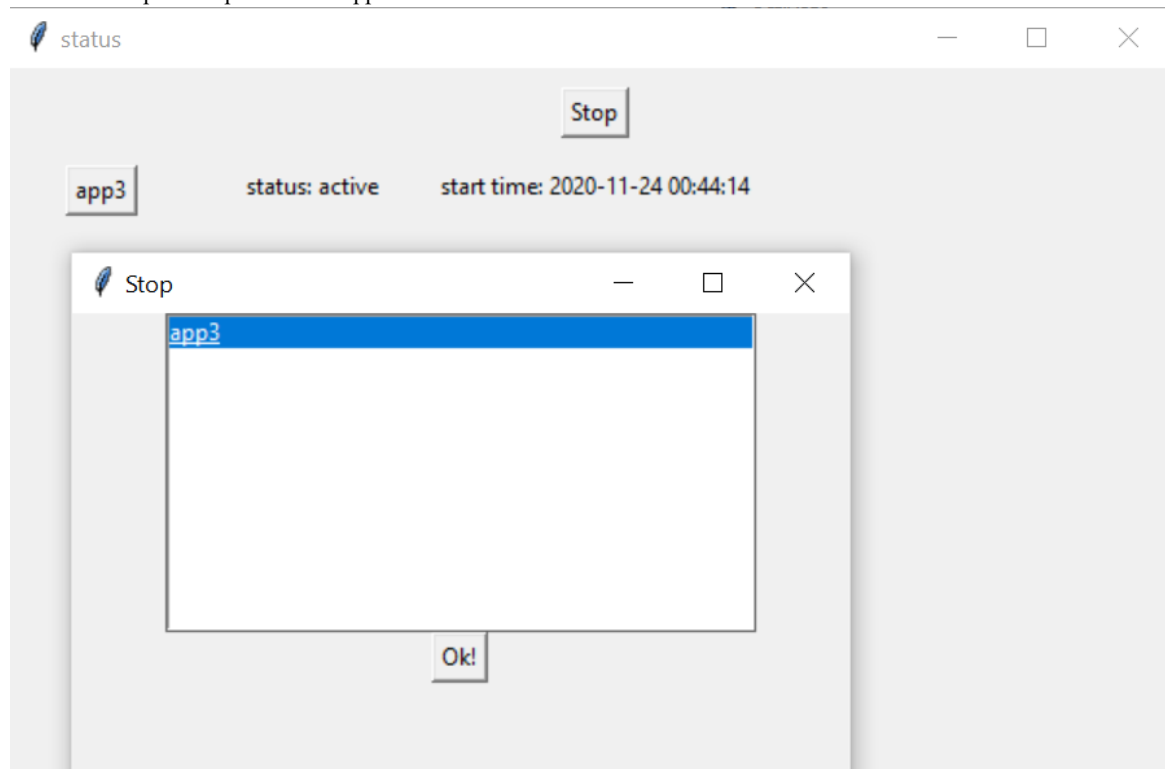 status
Stop
app3 status: active start time: 2020-11-24 00:44:14
Stop
app3
Ok!